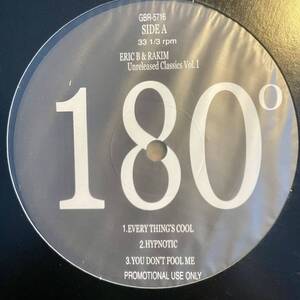 GBR-5716
SIDE A
33 1/3 rpm
ERIC B & RAKIM
Unreleased Classics Vol. 1
180°
1.EVERY THING'S COOL
2.HYPNOTIC
3.YOU DON'T FOOL ME
PROMOTIONAL USE ONLY